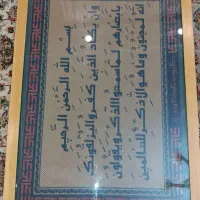 بسم الله الرحمن الرحيم
وان يكاد الذين كفروا ليزلقونك
بابصارهم لما سمعوا الذكر ويقولون
انه لمجنون وما هو الا ذكر للعالمين